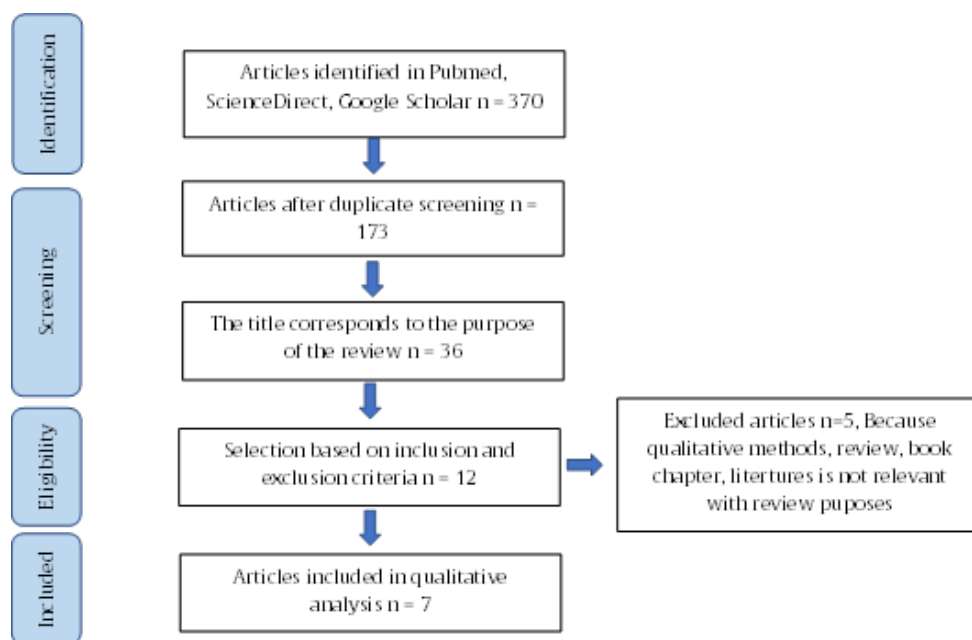 Identification
Articles identified in Pubmed,
ScienceDirect, Google Scholar n = 370
Screening
Articles after duplicate screening n =
173
The title corresponds to the purpose
of the review n = 36
Eligibility
Selection based on inclusion and
exclusion criteria n = 12
Excluded articles n=5, Because
qualitative methods, review, book
chapter, litertures is not relevant
with review puposes
Included
Articles included in qualitative
analysis n = 7